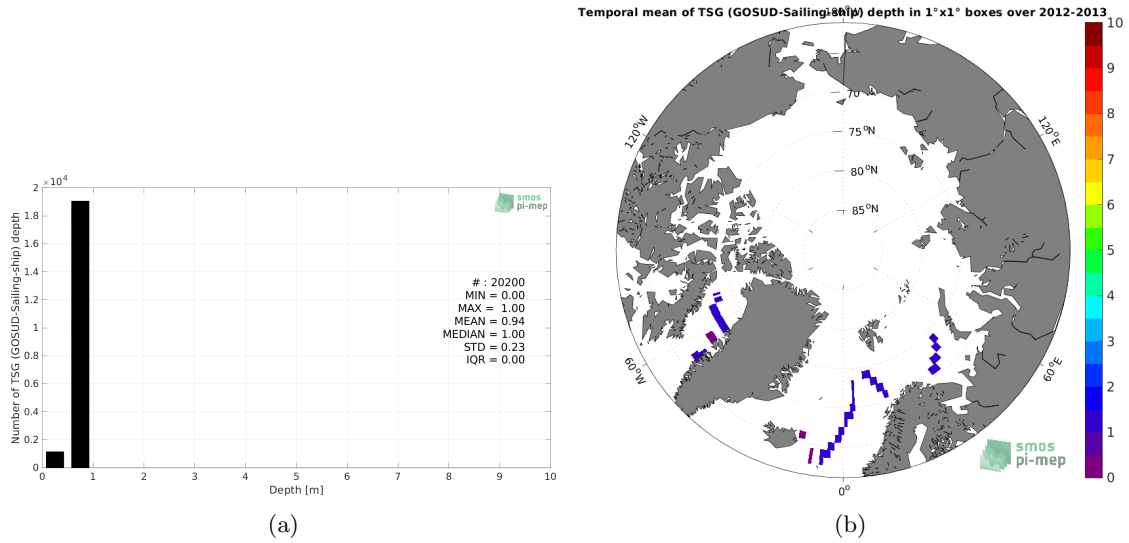 ×10⁴
2
1.8
1.6
1.4
1.2
1
0.8
0.6
0.4
0.2
0
Number of TSG (GOSUD-Sailing-ship) depth
smos
pi-mep
# : 20200
MIN = 0.00
MAX = 1.00
MEAN = 0.94
MEDIAN = 1.00
STD = 0.23
IQR = 0.00
0 1 2 3 4 5 6 7 8 9 10
Depth [m]
(a)
Temporal mean of TSG (GOSUD-Sailing-ship) depth in 1°x1° boxes over 2012-2013
120°W
120°E
75°N
80°N
85°N
60°W
60°E
0°
smos
pi-mep
10
9
8
7
6
5
4
3
2
1
0
(b)